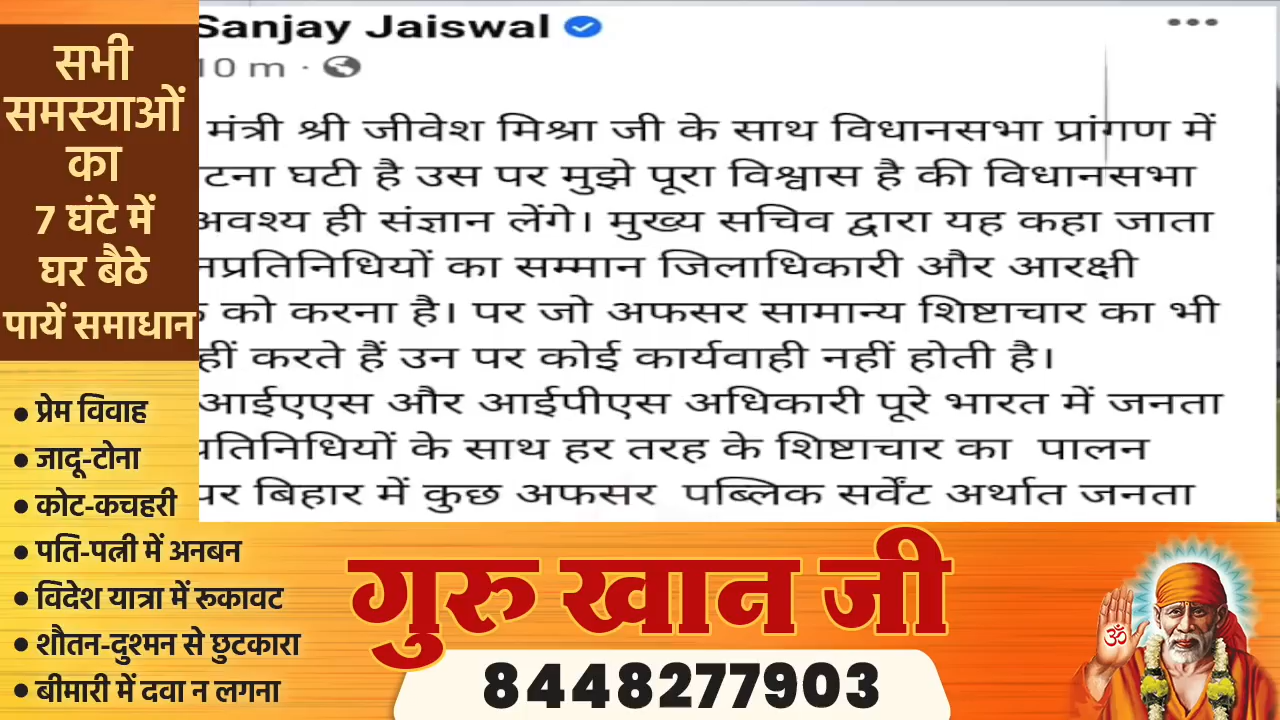 सभी
समस्याओं
का
7 घंटे में
घर बैठे
पायें समाधान
• प्रेम विवाह
• जादू-टोना
• कोट-कचहरी
• पति-पत्नी में अनबन
• विदेश यात्रा में रूकावट
• शौतन-दुश्मन से छुटकारा
• बीमारी में दवा न लगना
Sanjay Jaiswal
10 m ·
मंत्री श्री जीवेश मिश्रा जी के साथ विधानसभा प्रांगण में
टना घटी है उस पर मुझे पूरा विश्वास है की विधानसभा
अवश्य ही संज्ञान लेंगे। मुख्य सचिव द्वारा यह कहा जाता
नप्रतिनिधियों का सम्मान जिलाधिकारी और आरक्षी
को करना है। पर जो अफसर सामान्य शिष्टाचार का भी
हीं करते हैं उन पर कोई कार्यवाही नहीं होती है।
आईएएस और आईपीएस अधिकारी पूरे भारत में जनता
प्रतिनिधियों के साथ हर तरह के शिष्टाचार का पालन
पर बिहार में कुछ अफसर पब्लिक सर्वेंट अर्थात जनता
गुरु खान जी
8448277903
ॐ